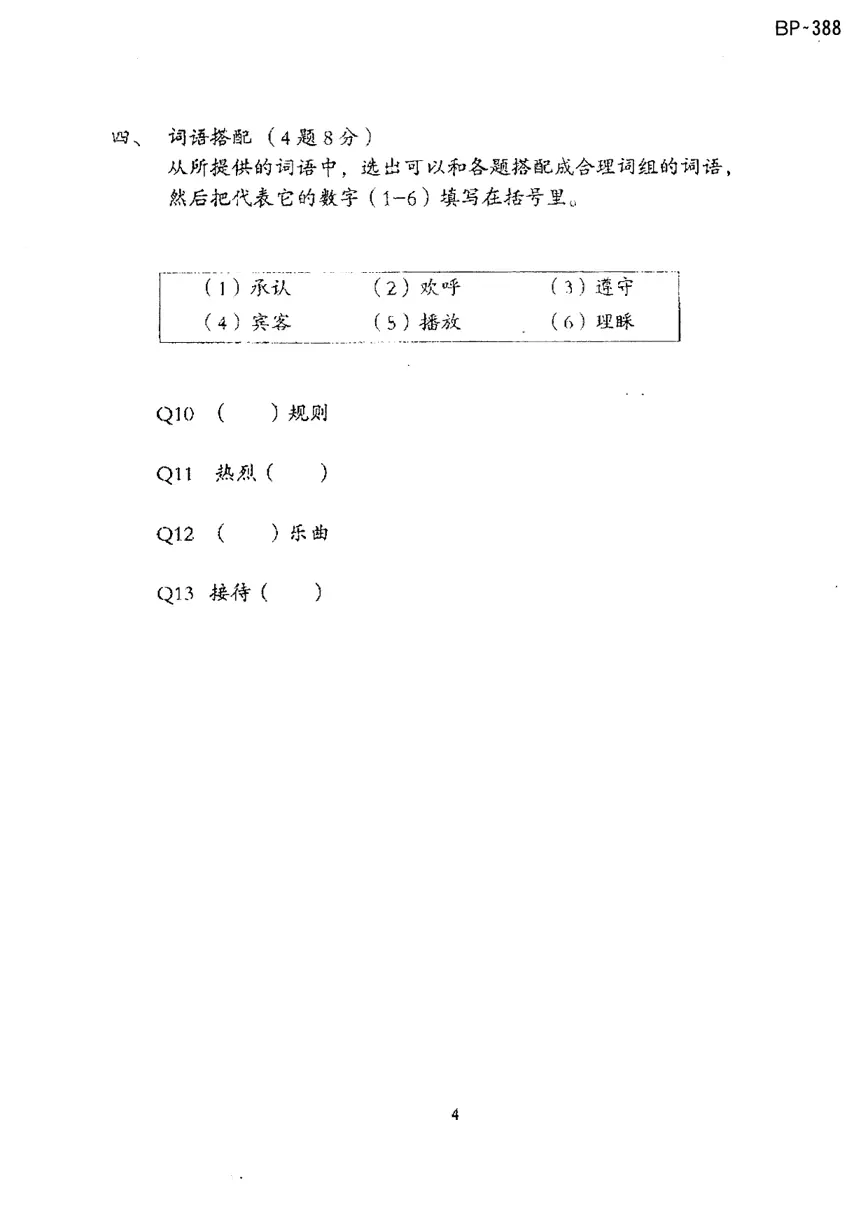 BP-388
四、 词语搭配（4题8分）
从所提供的词语中，选出可以和各题搭配成合理词组的词语，
然后把代表它的数字（1-6）填写在括号里。
（1）承认 （2）欢呼 （3）遵守
（4）宾客 （5）播放 （6）理睬
Q10 （ ）规则
Q11 热烈（ ）
Q12 （ ）乐曲
Q13 接待（ ）
4